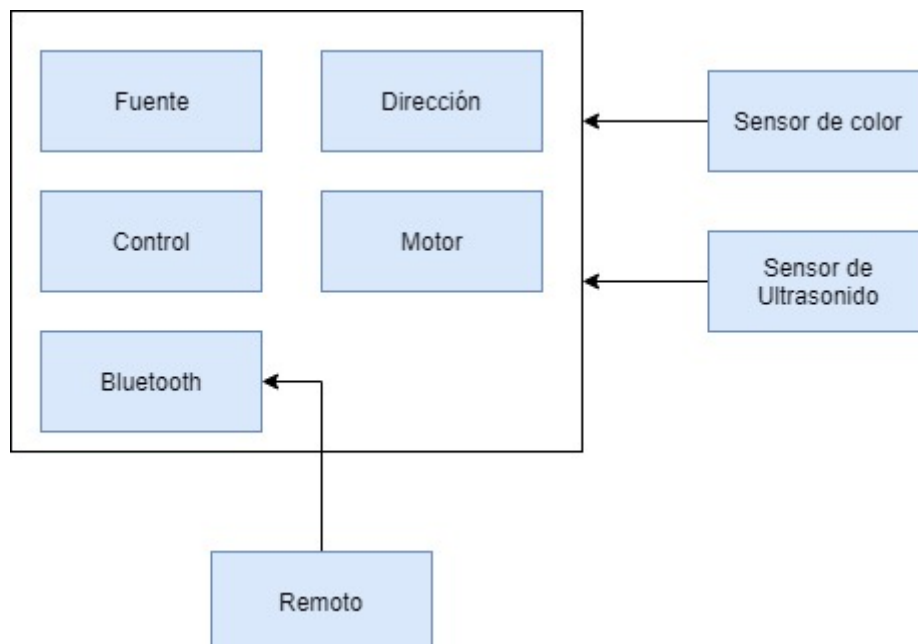 Fuente
Dirección
Sensor de color
Control
Motor
Sensor de
Ultrasonido
Bluetooth
Remoto